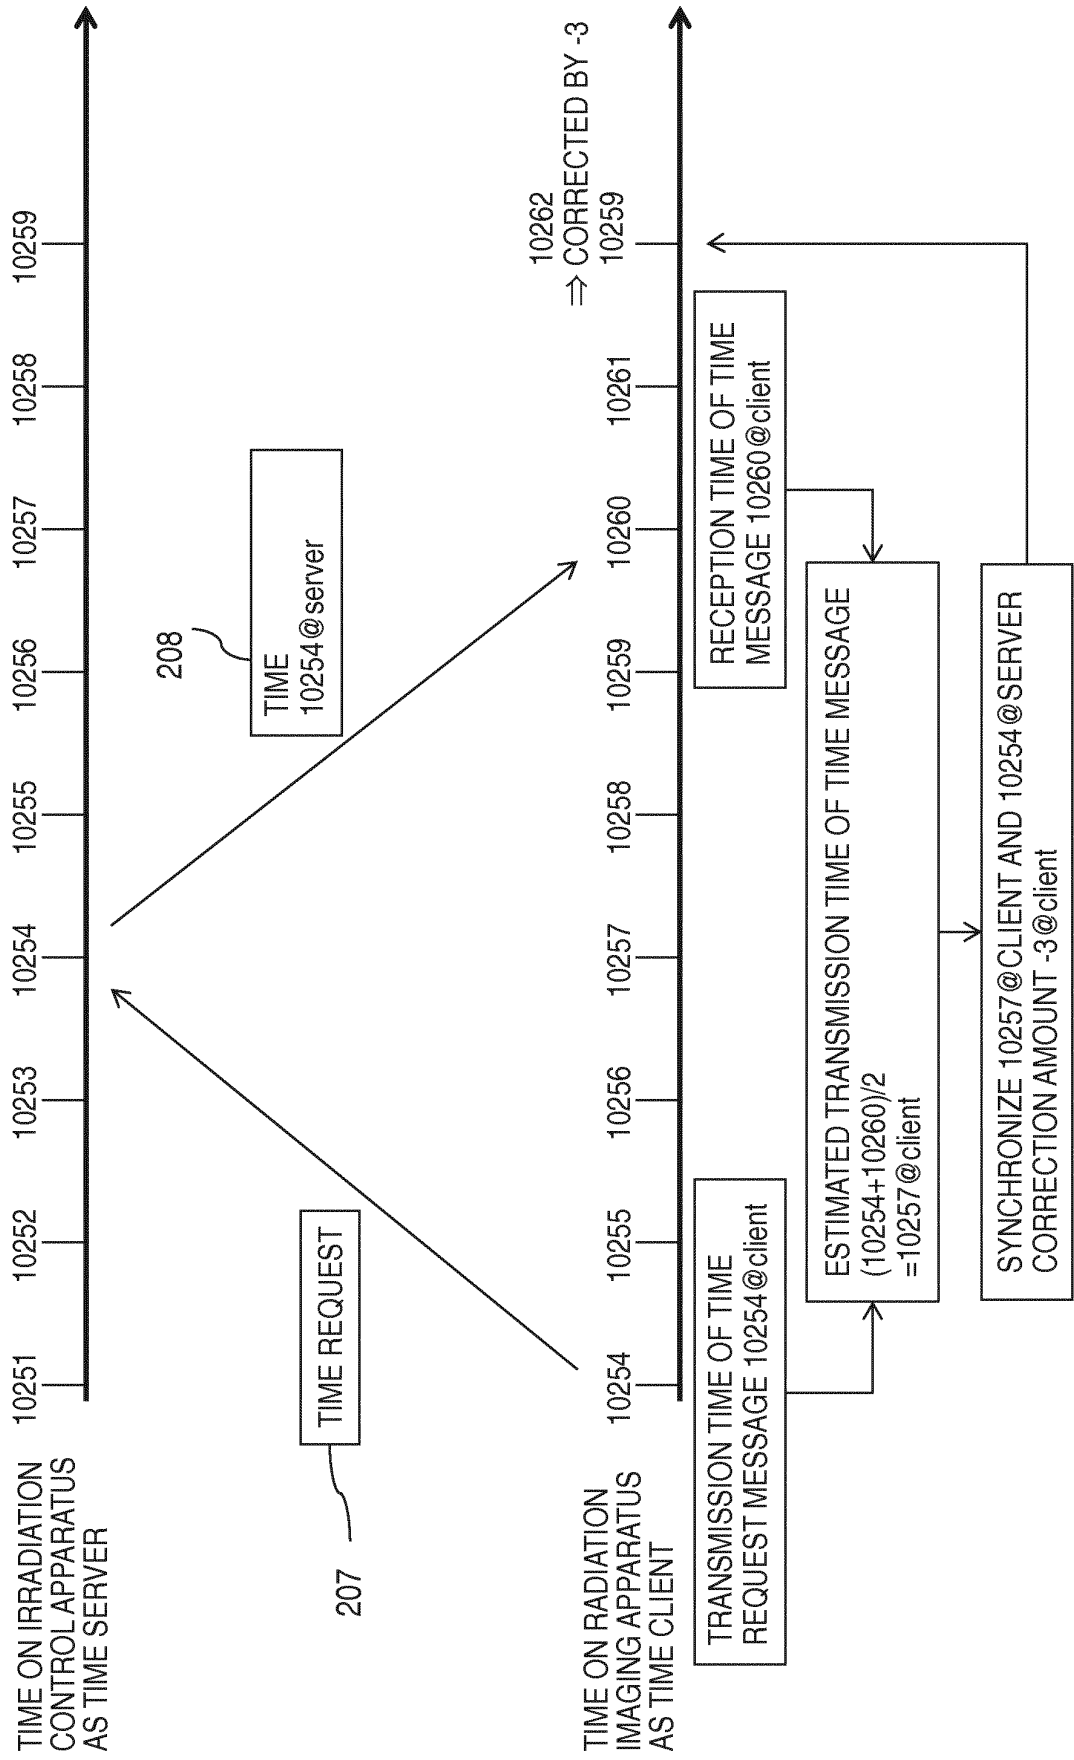 TIME ON IRRADIATION
CONTROL APPARATUS
AS TIME SERVER
10251
10252
10253
10254
10255
10256
10257
10258
10259
207
TIME REQUEST
208
TIME
10254@server
TIME ON RADIATION
IMAGING APPARATUS
AS TIME CLIENT
10254
10255
10256
10257
10258
10259
10260
10261
10262
⇒ CORRECTED BY -3
10259
TRANSMISSION TIME OF TIME
REQUEST MESSAGE 10254@client
RECEPTION TIME OF TIME
MESSAGE 10260@client
ESTIMATED TRANSMISSION TIME OF TIME MESSAGE
(10254+10260)/2
=10257@client
SYNCHRONIZE 10257@CLIENT AND 10254@SERVER
CORRECTION AMOUNT -3@client